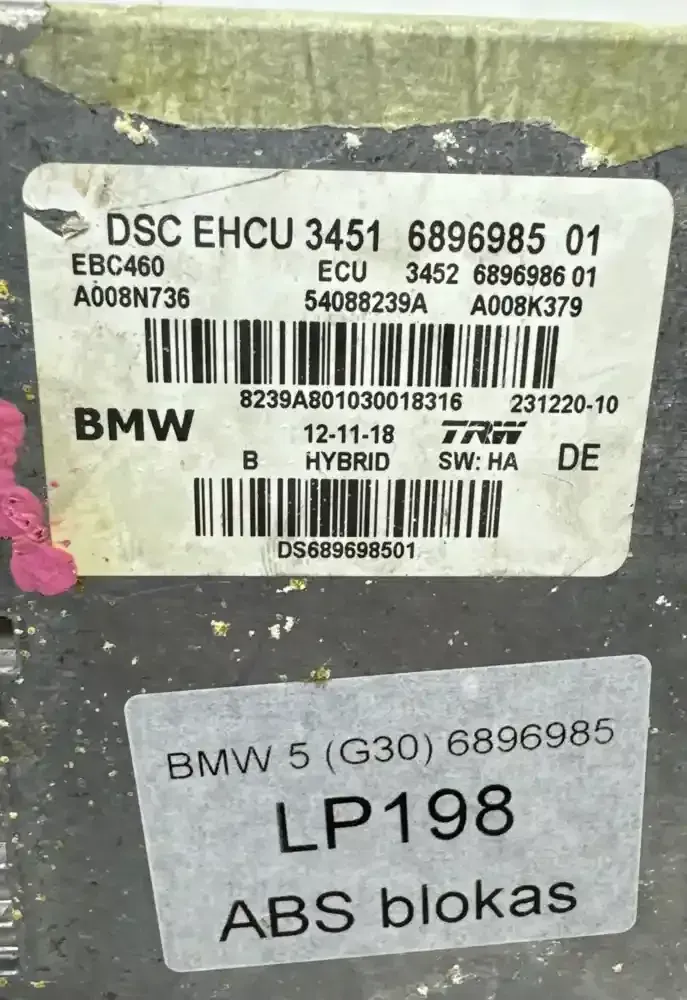 DSC EHCU 3451 6896985 01
EBC460 ECU 3452 6896986 01
A008N736 54088239A A008K379
8239A801030018316 231220-10
BMW 12-11-18 TRW
B HYBRID SW: HA DE
DS689698501
BMW 5 (G30) 6896985
LP198
ABS blokas